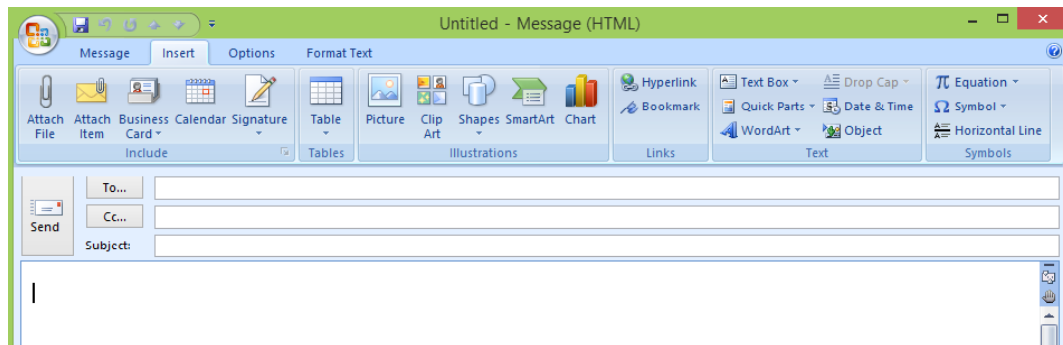 Untitled - Message (HTML)
Message Insert Options Format Text
Attach File
Attach Item
Business Card
Calendar
Signature
Include
Table
Tables
Picture
Clip Art
Shapes
SmartArt
Chart
Illustrations
Hyperlink
Bookmark
Links
Text Box
Quick Parts
WordArt
Drop Cap
Date & Time
Object
Text
π Equation
Ω Symbol
Horizontal Line
Symbols
To...
Cc...
Send
Subject: